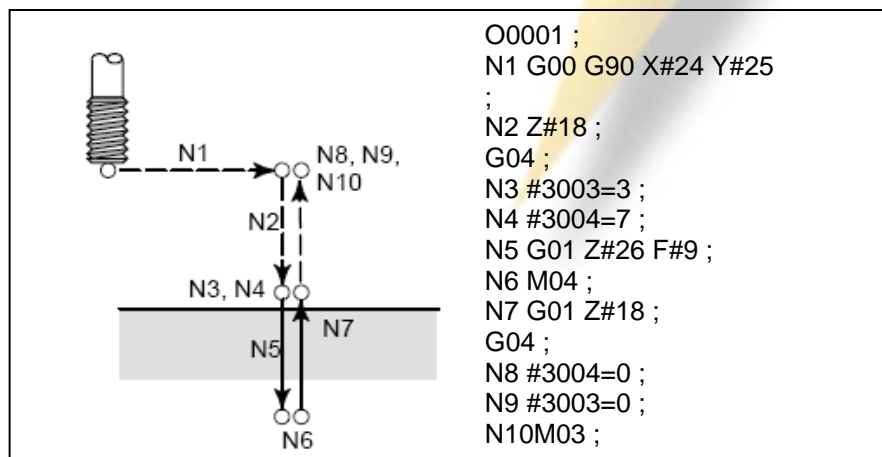 O0001 ;
N1 G00 G90 X#24 Y#25
;
N2 Z#18 ;
G04 ;
N3 #3003=3 ;
N4 #3004=7 ;
N5 G01 Z#26 F#9 ;
N6 M04 ;
N7 G01 Z#18 ;
G04 ;
N8 #3004=0 ;
N9 #3003=0 ;
N10M03 ;
N1
N8, N9,
N10
N2
N3, N4
N7
N5
N6